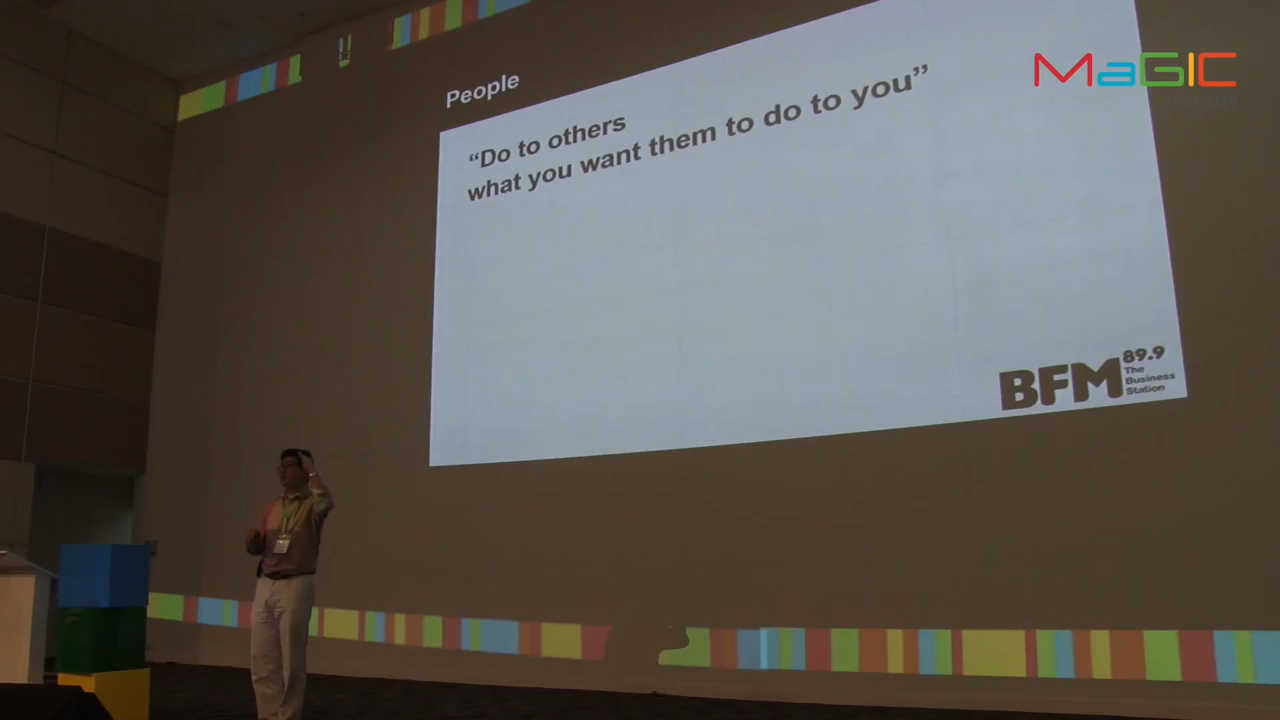 People
“Do to others
what you want them to do to you”
MaGIC
BFM 89.9
The
Business
Station